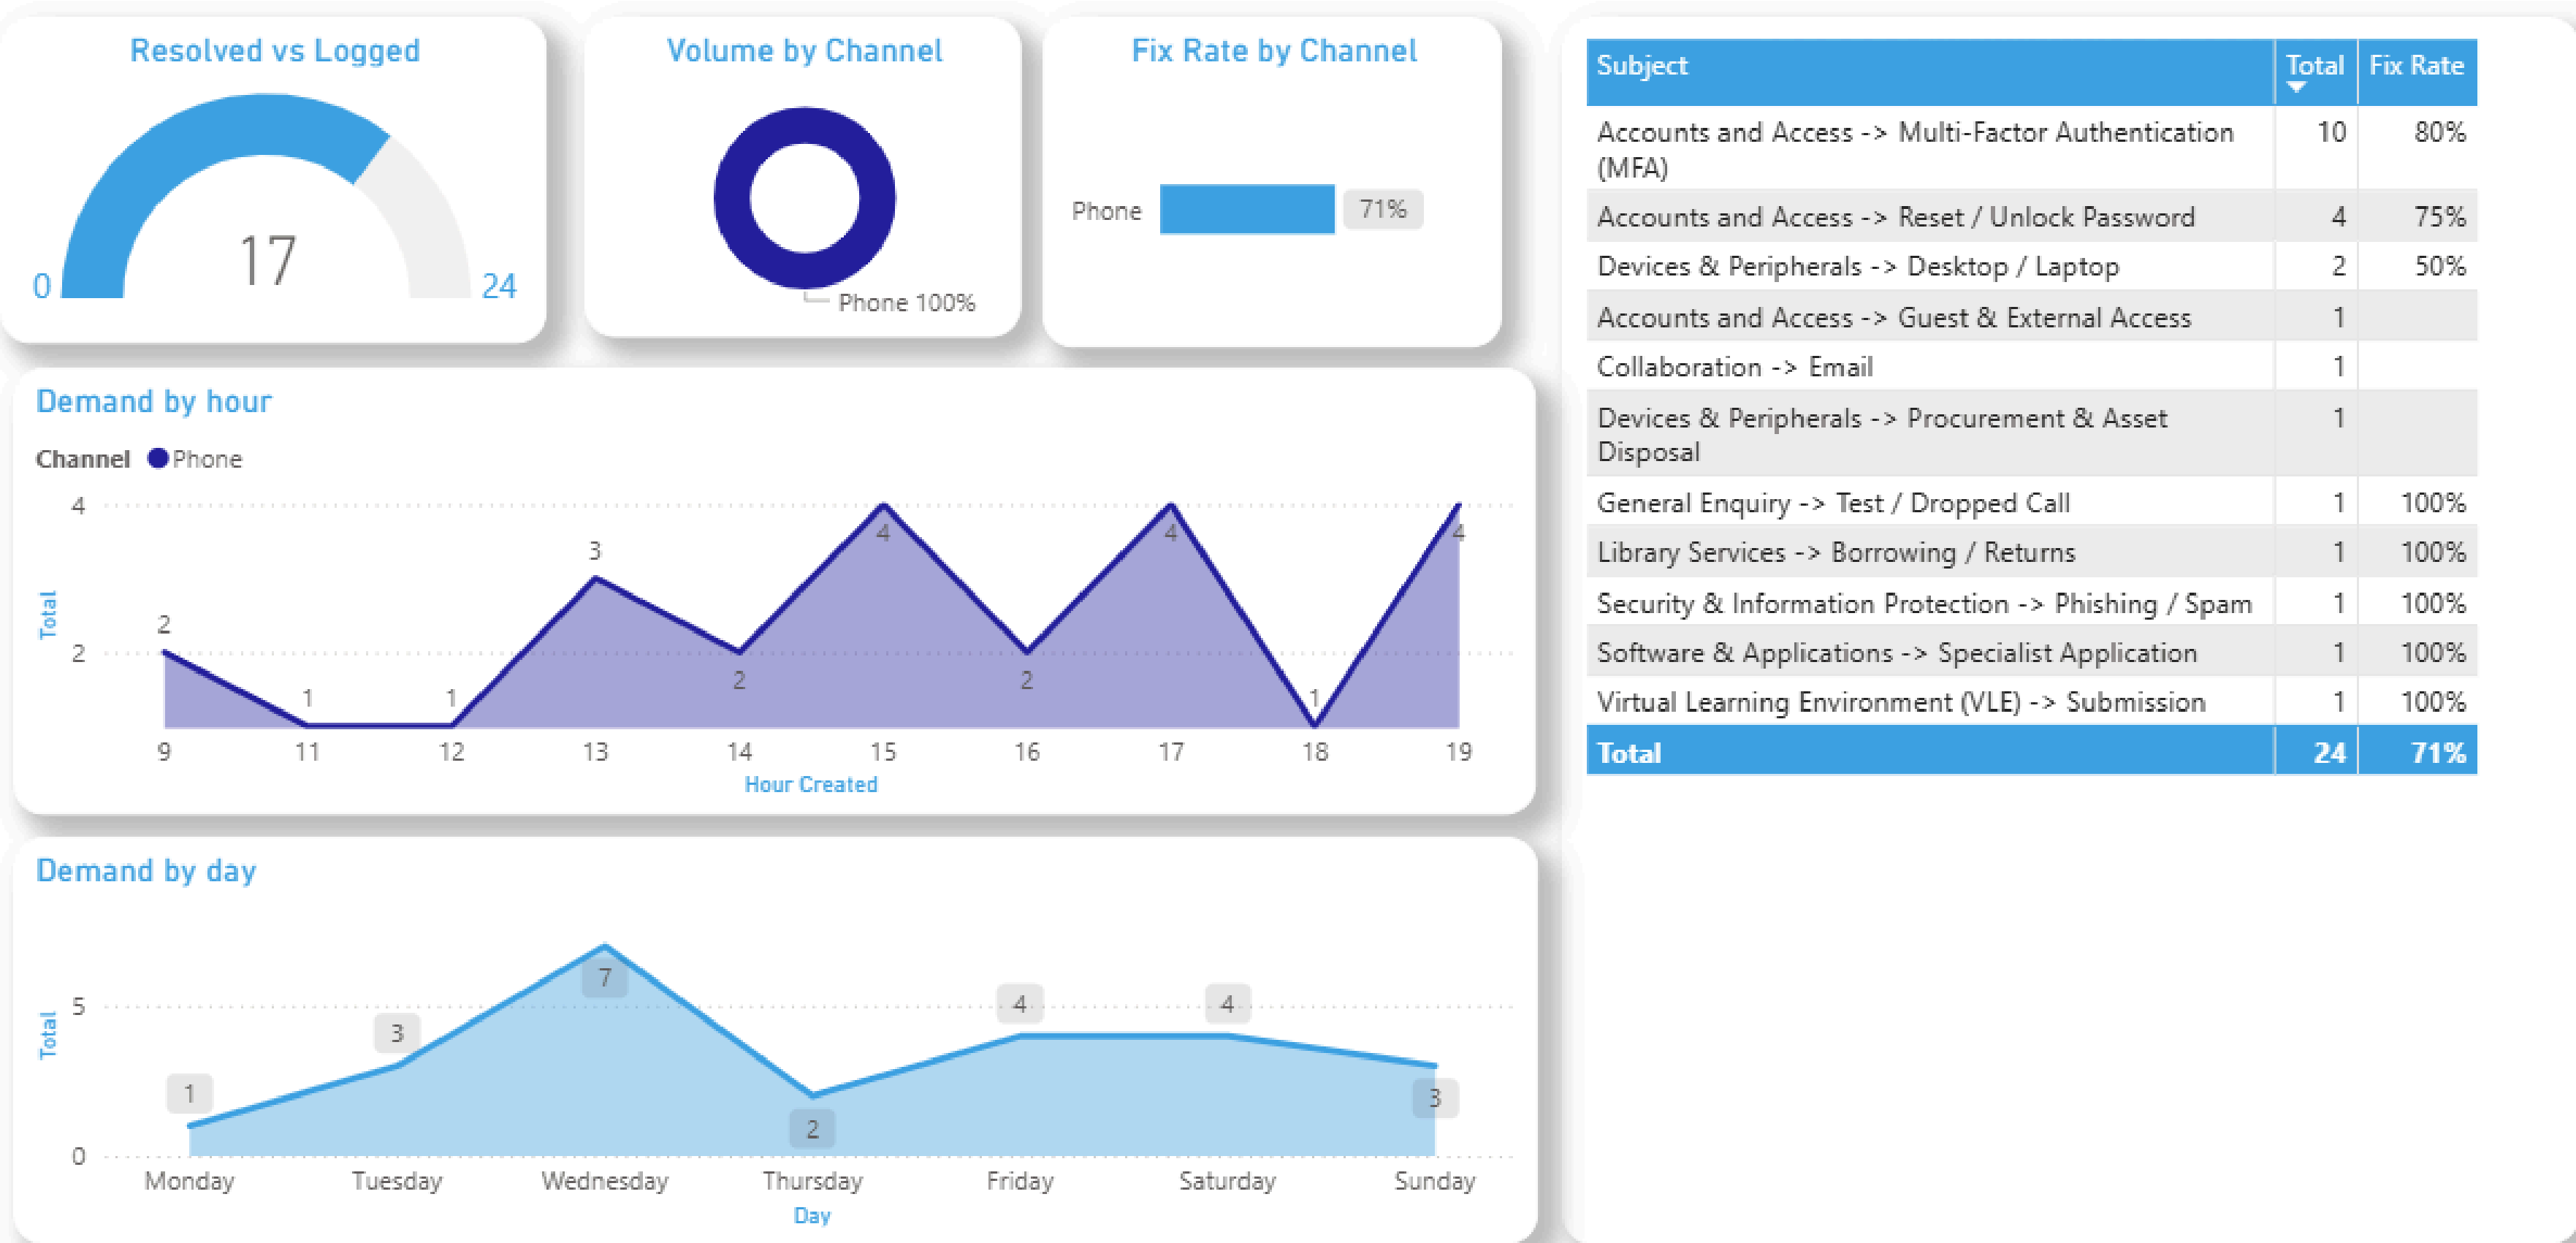 Resolved vs Logged
17
0
24
Volume by Channel
Phone 100%
Fix Rate by Channel
Phone
71%
Demand by hour
Channel Phone
4
2
Total
2
1
1
3
2
4
2
4
1
4
9 11 12 13 14 15 16 17 18 19
Hour Created
Demand by day
5
0
Total
1
3
7
2
4
4
3
Monday Tuesday Wednesday Thursday Friday Saturday Sunday
Day
Subject Total Fix Rate
Accounts and Access -> Multi-Factor Authentication 10 80%
(MFA)
Accounts and Access -> Reset / Unlock Password 4 75%
Devices & Peripherals -> Desktop / Laptop 2 50%
Accounts and Access -> Guest & External Access 1
Collaboration -> Email 1
Devices & Peripherals -> Procurement & Asset 1
Disposal
General Enquiry -> Test / Dropped Call 1 100%
Library Services -> Borrowing / Returns 1 100%
Security & Information Protection -> Phishing / Spam 1 100%
Software & Applications -> Specialist Application 1 100%
Virtual Learning Environment (VLE) -> Submission 1 100%
Total 24 71%